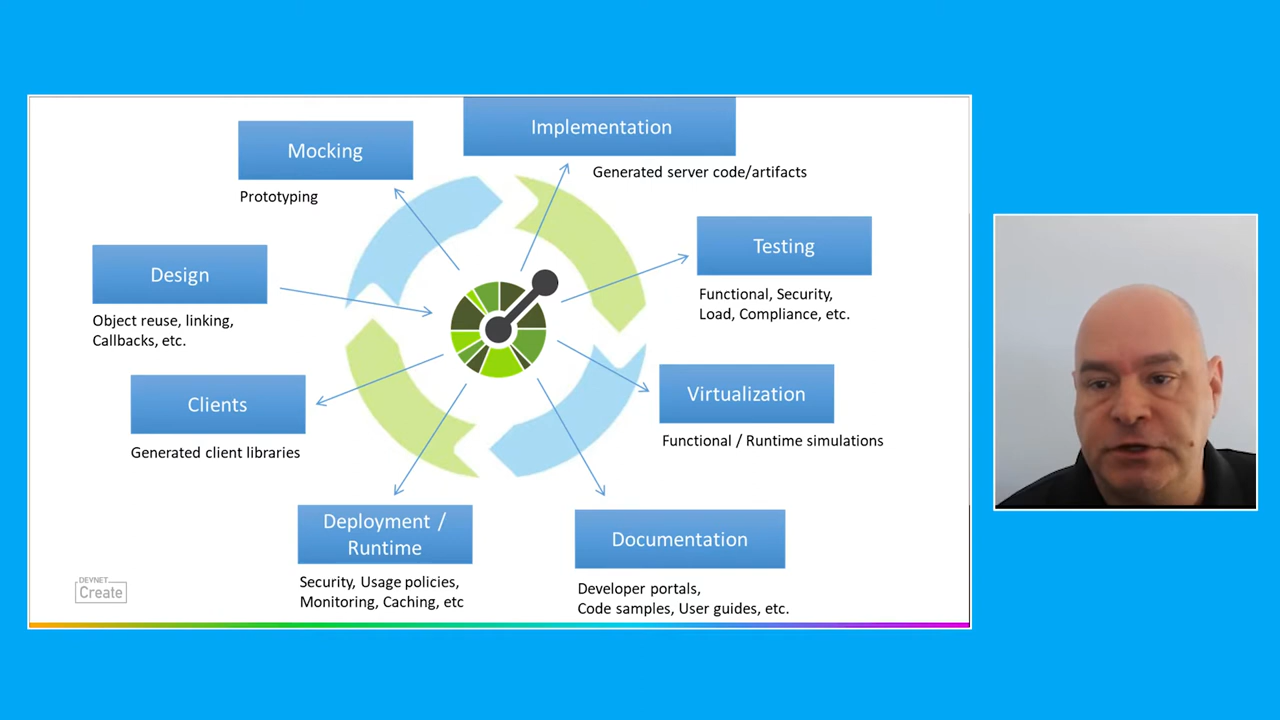 Implementation
Generated server code/artifacts
Mocking
Prototyping
Testing
Functional, Security,
Load, Compliance, etc.
Design
Object reuse, linking,
Callbacks, etc.
Virtualization
Functional / Runtime simulations
Clients
Generated client libraries
Deployment /
Runtime
Security, Usage policies,
Monitoring, Caching, etc
Documentation
Developer portals,
Code samples, User guides, etc.
DEVNET
Create